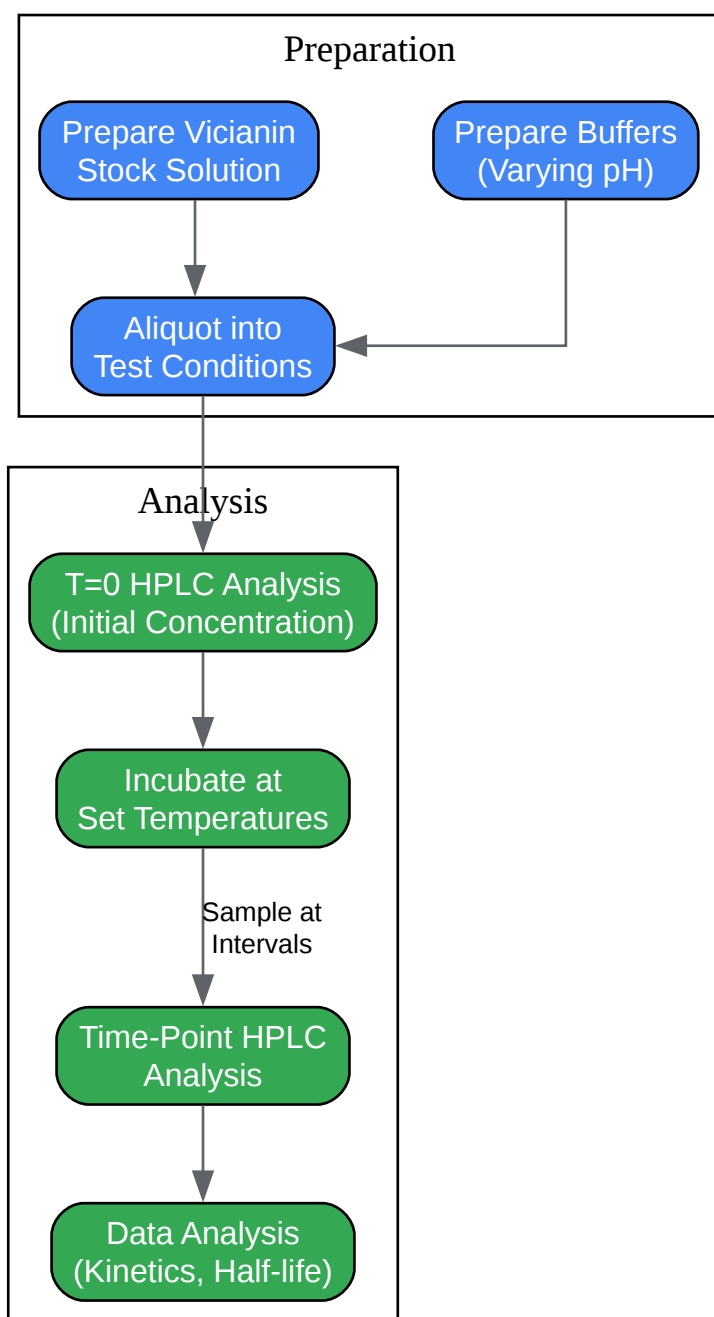 Preparation
Prepare Vicianin
Stock Solution
Prepare Buffers
(Varying pH)
Aliquot into
Test Conditions
Analysis
T=0 HPLC Analysis
(Initial Concentration)
Incubate at
Set Temperatures
Sample at
Intervals
Time-Point HPLC
Analysis
Data Analysis
(Kinetics, Half-life)